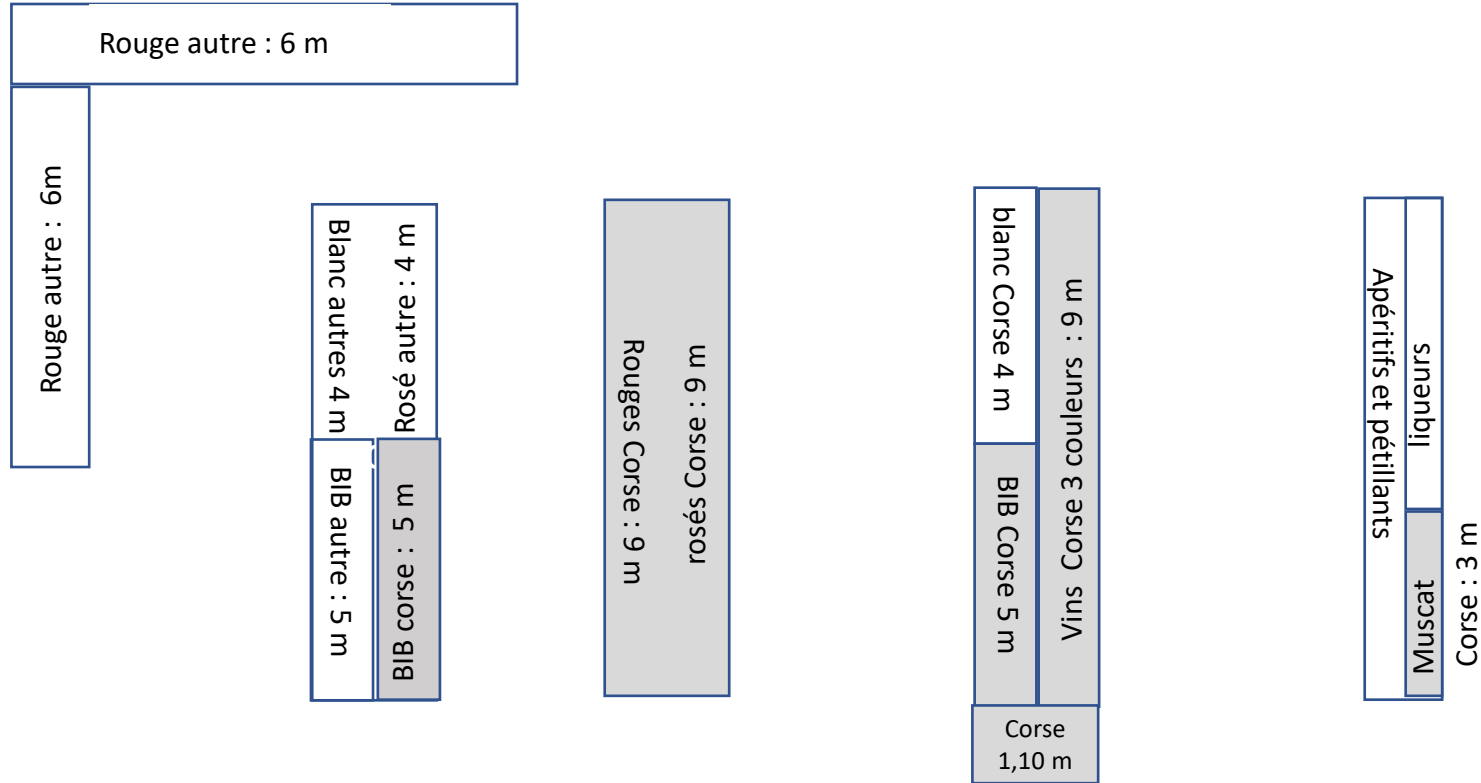 Rouge autre : 6 m
Rouge autre : 6m
Blanc autres 4 m
Rosé autre : 4 m
BIB autre : 5 m
BIB corse : 5 m
Rouges Corse : 9 m
rosés Corse : 9 m
blanc Corse 4 m
BIB Corse 5 m
Vins Corse 3 couleurs : 9 m
Corse
1,10 m
Apéritifs et pétillants
liqueurs
Muscat
Corse : 3 m